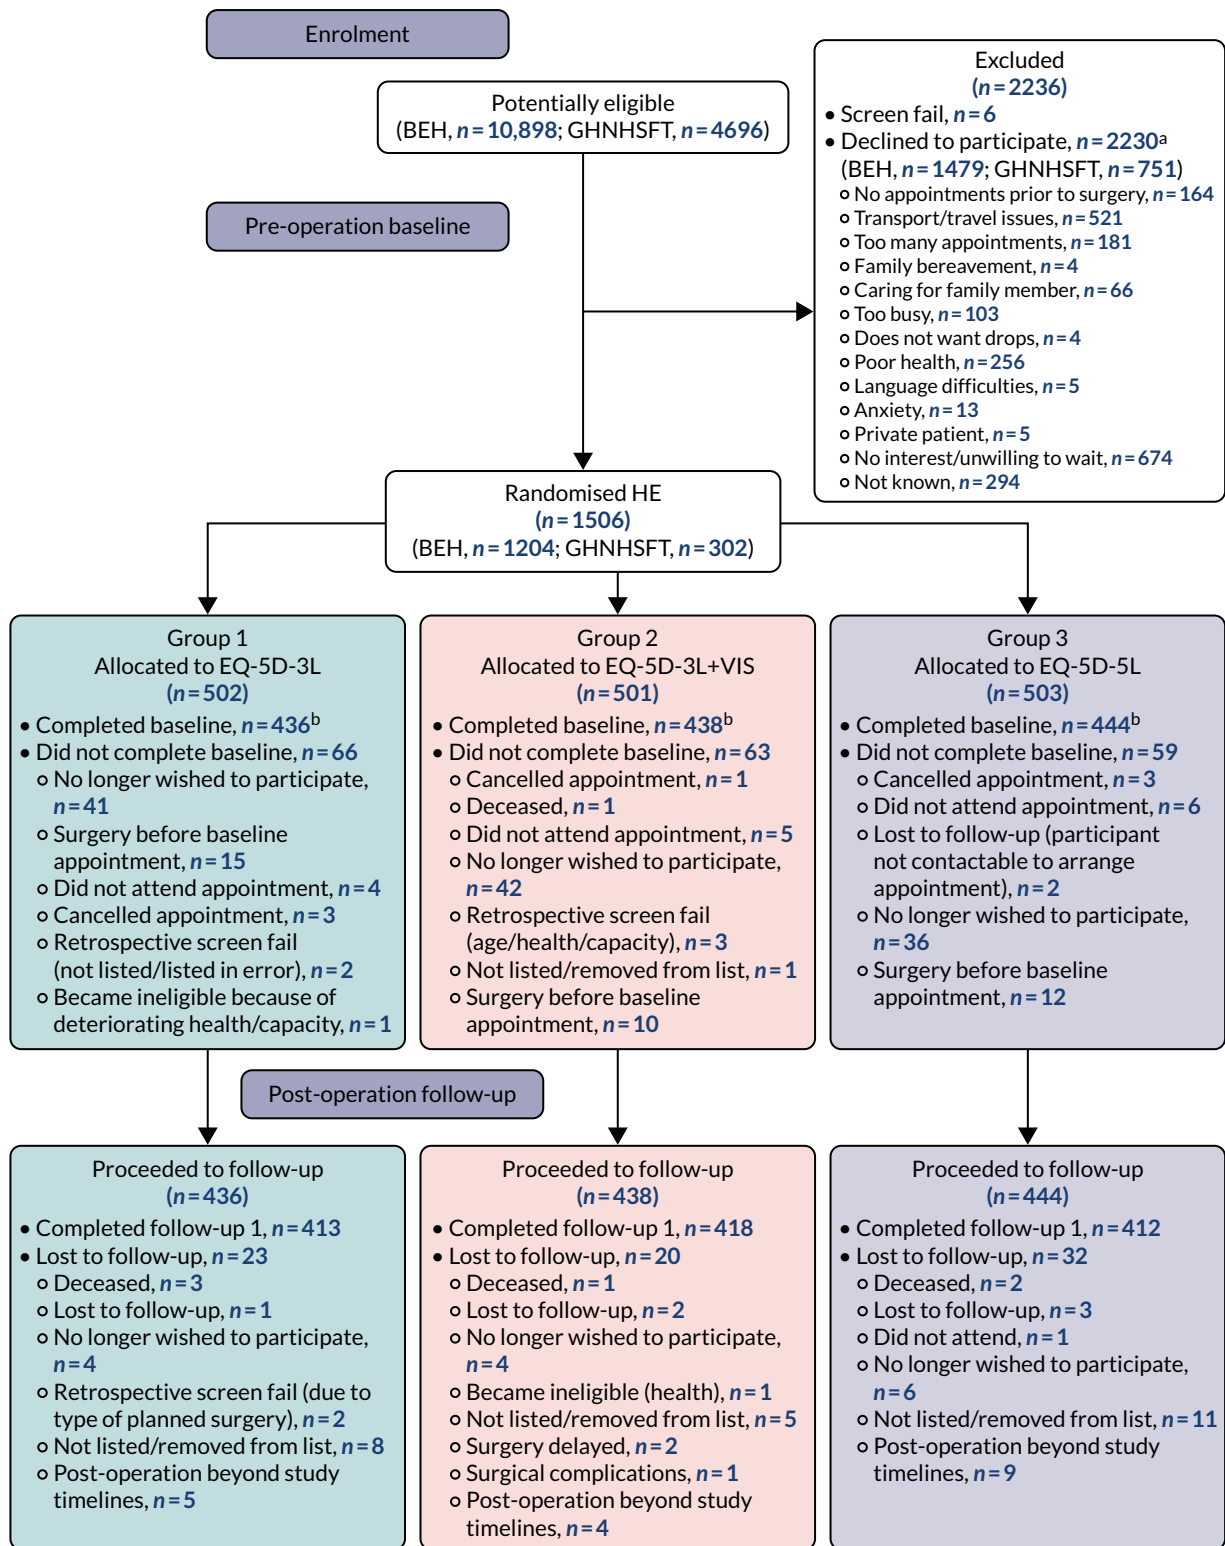 Enrolment
Potentially eligible
(BEH, n=10,898; GHNHSFT, n=4696)
Excluded
(n=2236)
• Screen fail, n=6
• Declined to participate, n=2230a
(BEH, n=1479; GHNHSFT, n=751)
No appointments prior to surgery, n=164
Transport/travel issues, n=521
Too many appointments, n=181
Family bereavement, n=4
Caring for family member, n=66
Too busy, n=103
Does not want drops, n=4
Poor health, n=256
Language difficulties, n=5
Anxiety, n=13
Private patient, n=5
No interest/unwilling to wait, n=674
Not known, n=294
Pre-operation baseline
Randomised HE
(n=1506)
(BEH, n=1204; GHNHSFT, n=302)
Group 1
Allocated to EQ-5D-3L
(n=502)
• Completed baseline, n=436b
• Did not complete baseline, n=66
No longer wished to participate,
n=41
Surgery before baseline
appointment, n=15
Did not attend appointment, n=4
Cancelled appointment, n=3
Retrospective screen fail
(not listed/listed in error), n=2
Became ineligible because of
deteriorating health/capacity, n=1
Group 2
Allocated to EQ-5D-3L+VIS
(n=501)
• Completed baseline, n=438b
• Did not complete baseline, n=63
Cancelled appointment, n=1
Deceased, n=1
Did not attend appointment, n=5
No longer wished to participate,
n=42
Retrospective screen fail
(age/health/capacity), n=3
Not listed/removed from list, n=1
Surgery before baseline
appointment, n=10
Group 3
Allocated to EQ-5D-5L
(n=503)
• Completed baseline, n=444b
• Did not complete baseline, n=59
Cancelled appointment, n=3
Did not attend appointment, n=6
Lost to follow-up (participant
not contactable to arrange
appointment), n=2
No longer wished to participate,
n=36
Surgery before baseline
appointment, n=12
Post-operation follow-up
Proceeded to follow-up
(n=436)
• Completed follow-up 1, n=413
• Lost to follow-up, n=23
Deceased, n=3
Lost to follow-up, n=1
No longer wished to participate,
n=4
Retrospective screen fail (due to
type of planned surgery), n=2
Not listed/removed from list, n=8
Post-operation beyond study
timelines, n=5
Proceeded to follow-up
(n=438)
• Completed follow-up 1, n=418
• Lost to follow-up, n=20
Deceased, n=1
Lost to follow-up, n=2
No longer wished to participate,
n=4
Became ineligible (health), n=1
Not listed/removed from list, n=5
Surgery delayed, n=2
Surgical complications, n=1
Post-operation beyond study
timelines, n=4
Proceeded to follow-up
(n=444)
• Completed follow-up 1, n=412
• Lost to follow-up, n=32
Deceased, n=2
Lost to follow-up, n=3
Did not attend, n=1
No longer wished to participate,
n=6
Not listed/removed from list, n=11
Post-operation beyond study
timelines, n=9